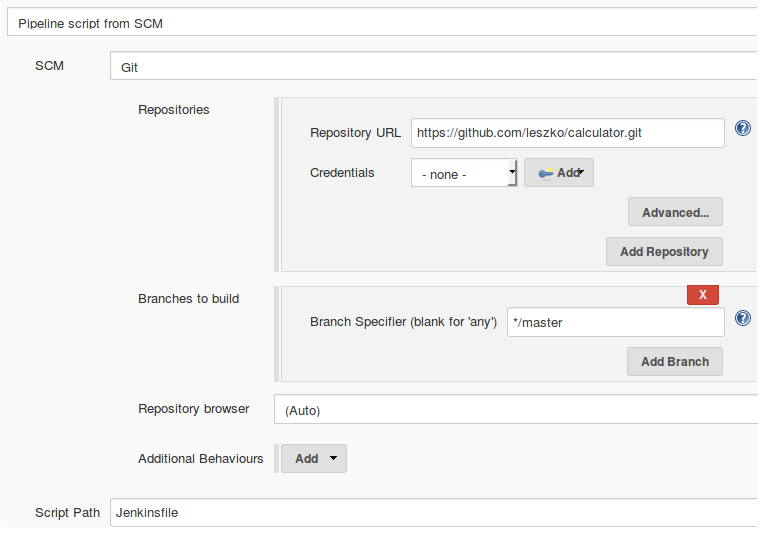 Pipeline script from SCM
SCM
Git
Repositories
Repository URL
https://github.com/leszko/calculator.git
?
Credentials
- none -
Add
Advanced...
Add Repository
Branches to build
X
Branch Specifier (blank for 'any')
*/master
?
Add Branch
Repository browser
(Auto)
Additional Behaviours
Add
Script Path
Jenkinsfile